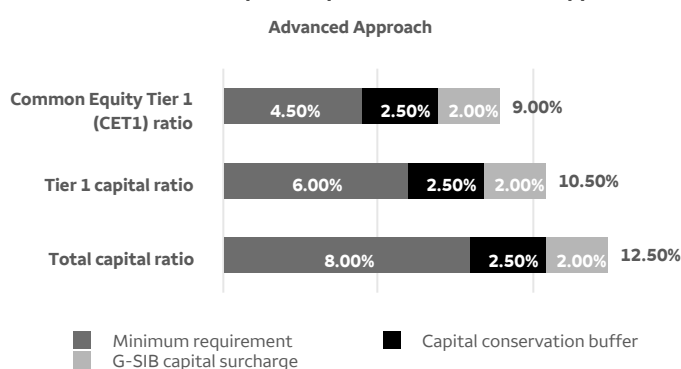 Advanced Approach
Common Equity Tier 1
(CET1) ratio
4.50%
2.50%
2.00%
9.00%
Tier 1 capital ratio
6.00%
2.50%
2.00%
10.50%
Total capital ratio
8.00%
2.50%
2.00%
12.50%
Minimum requirement
Capital conservation buffer
G-SIB capital surcharge